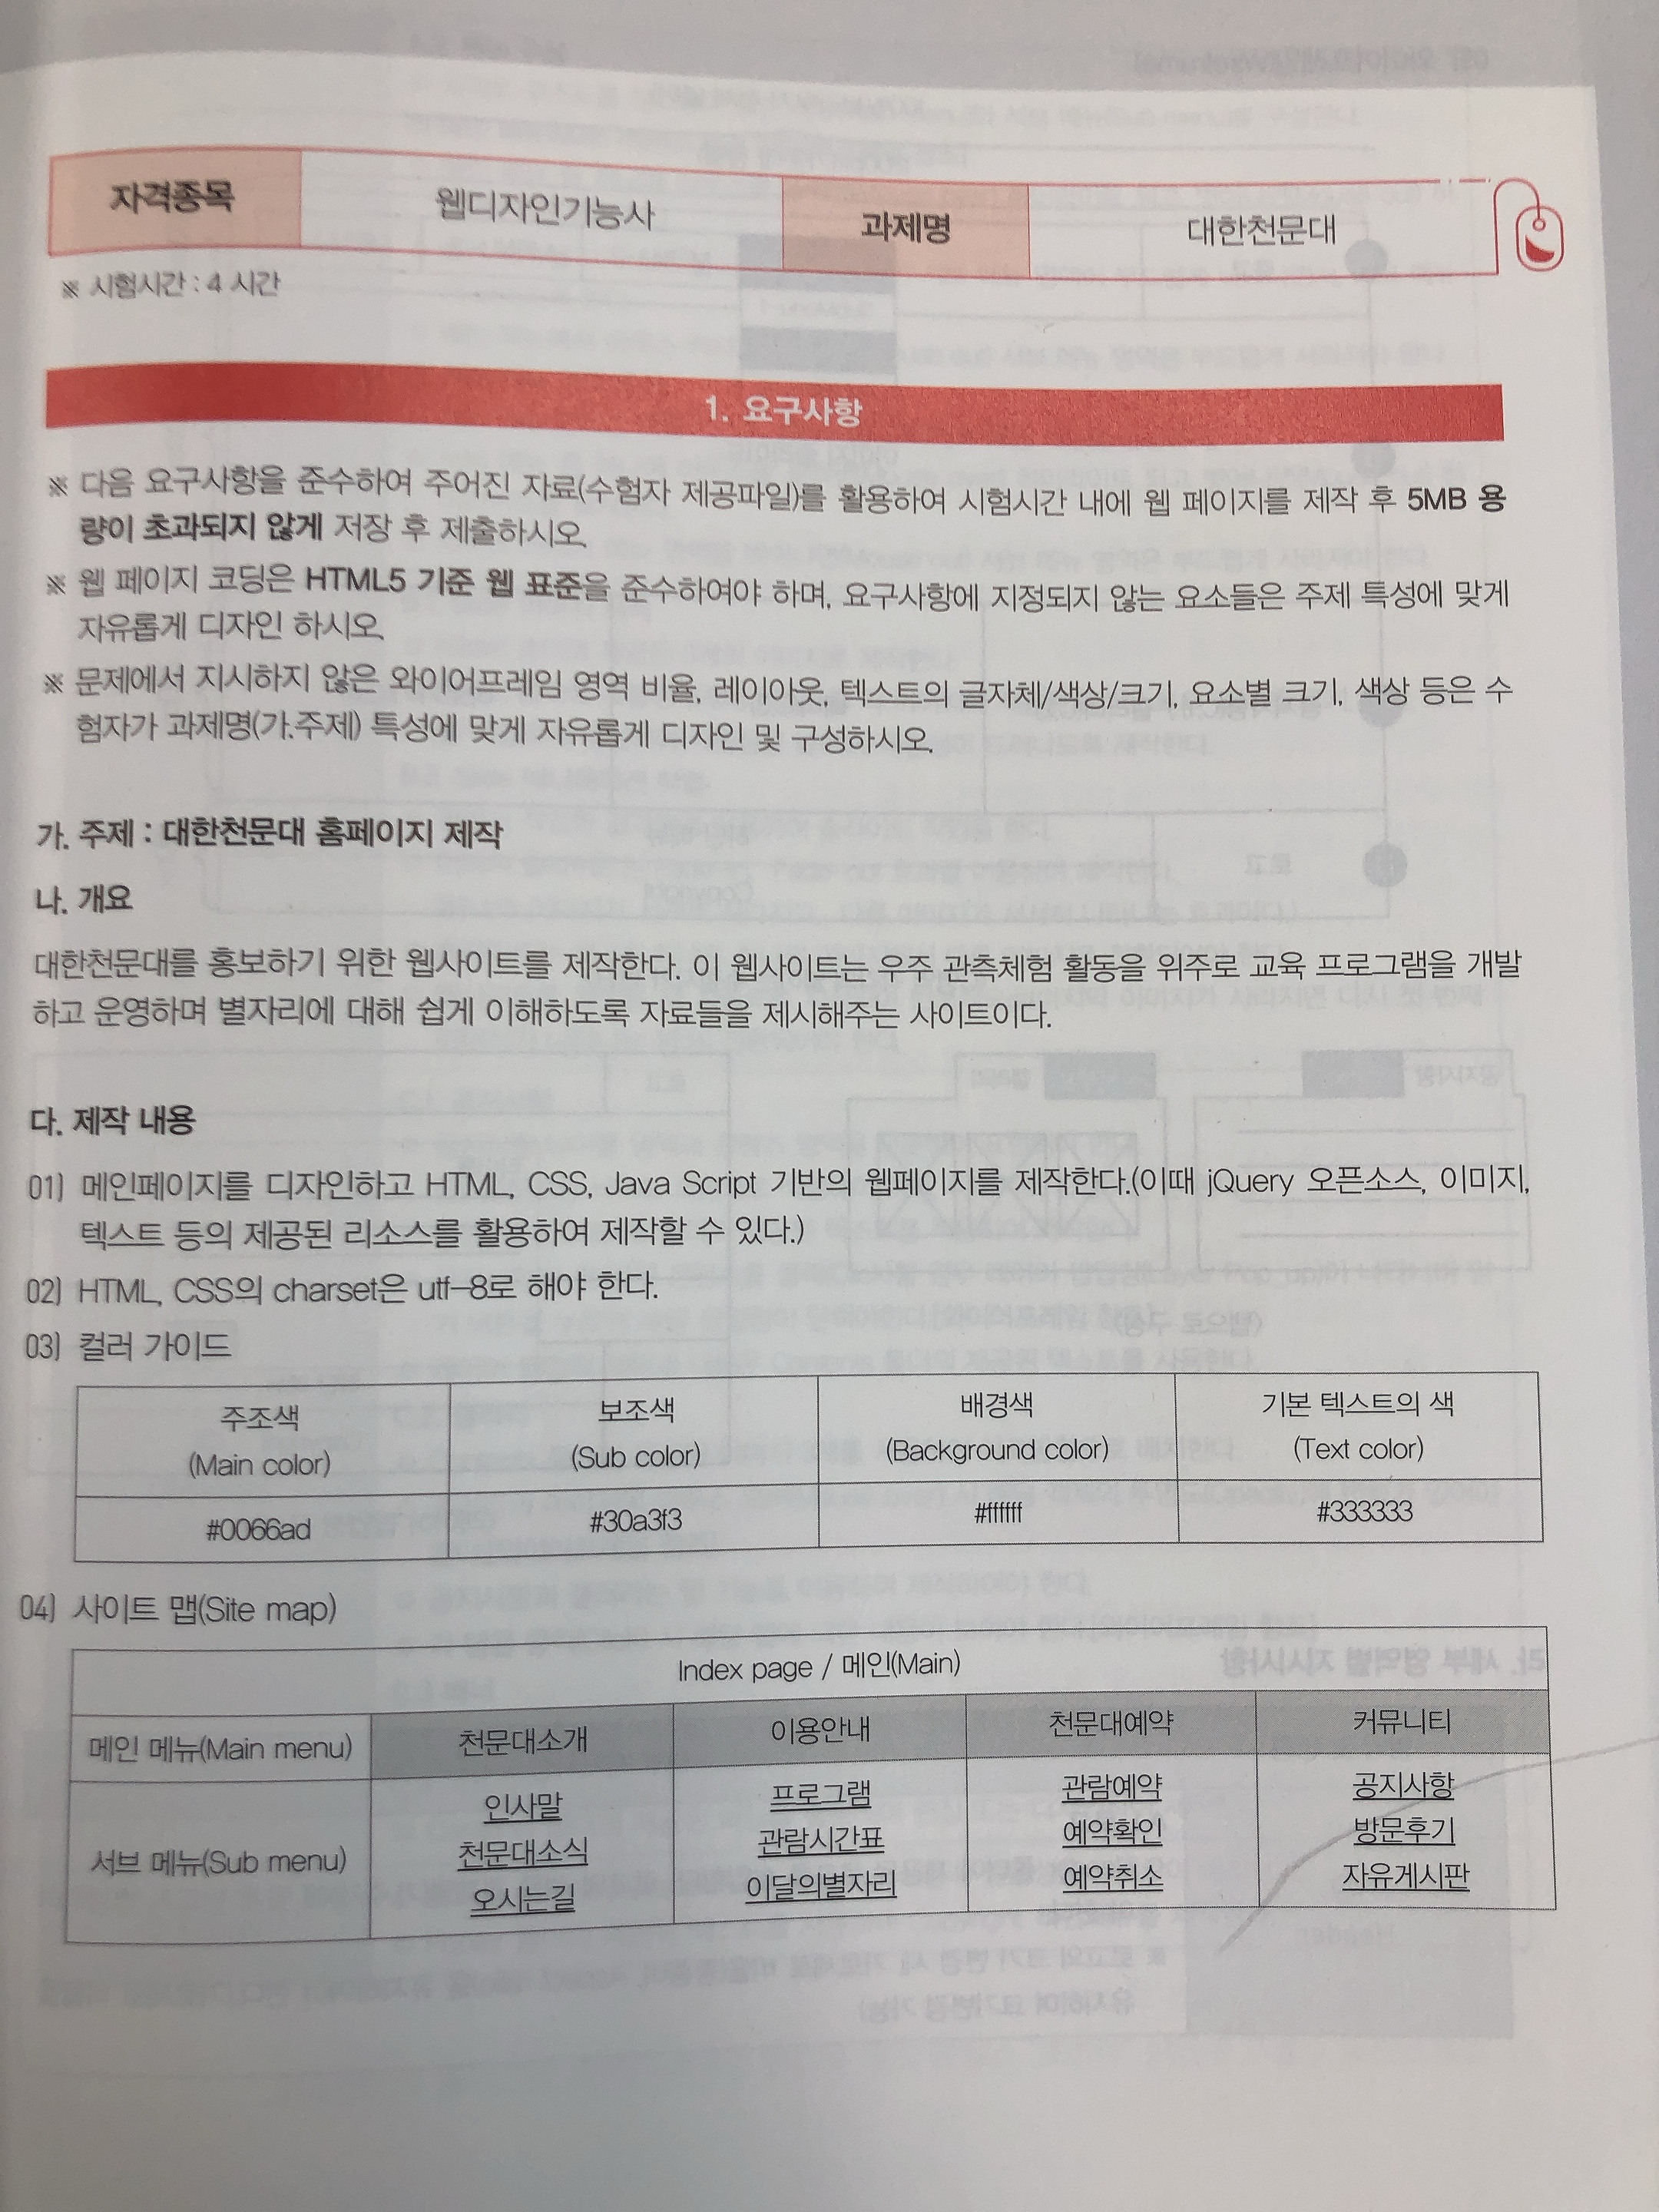 자격종목 웹디자인기능사 과제명 대한천문대
※ 시험시간 : 4 시간
1. 요구사항
※ 다음 요구사항을 준수하여 주어진 자료(수험자 제공파일)를 활용하여 시험시간 내에 웹 페이지를 제작 후 5MB 용
량이 초과되지 않게 저장 후 제출하시오.
※ 웹 페이지 코딩은 HTML5 기준 웹 표준을 준수하여야 하며, 요구사항에 지정되지 않는 요소들은 주제 특성에 맞게
자유롭게 디자인 하시오.
※ 문제에서 지시하지 않은 와이어프레임 영역 비율, 레이아웃, 텍스트의 글자체/색상/크기, 요소별 크기, 색상 등은 수
험자가 과제명(가.주제) 특성에 맞게 자유롭게 디자인 및 구성하시오.
가. 주제 : 대한천문대 홈페이지 제작
나. 개요
대한천문대를 홍보하기 위한 웹사이트를 제작한다. 이 웹사이트는 우주 관측체험 활동을 위주로 교육 프로그램을 개발
하고 운영하며 별자리에 대해 쉽게 이해하도록 자료들을 제시해주는 사이트이다.
다. 제작 내용
01) 메인페이지를 디자인하고 HTML, CSS, Java Script 기반의 웹페이지를 제작한다.(이때 jQuery 오픈소스, 이미지,
텍스트 등의 제공된 리소스를 활용하여 제작할 수 있다.)
02) HTML, CSS의 charset은 utf-8로 해야 한다.
03) 컬러 가이드
주조색 보조색 배경색 기본 텍스트의 색
(Main color) (Sub color) (Background color) (Text color)
#0066ad #30a3f3 #ffffff #333333
04) 사이트 맵(Site map)
Index page / 메인(Main)
메인 메뉴(Main menu) 천문대소개 이용안내 천문대예약 커뮤니티
서브 메뉴(Sub menu) 인사말 프로그램 관람예약 공지사항
천문대소식 관람시간표 예약확인 방문후기
오시는길 이달의별자리 예약취소 자유게시판